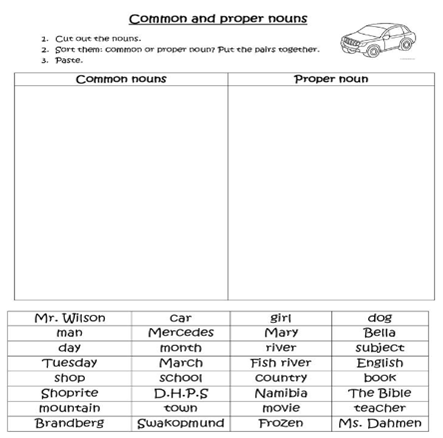 Common and proper nouns
1. Cut out the nouns.
2. Sort them: common or proper noun? Put the pairs together.
3. Paste.
Common nouns Proper noun
Mr. Wilson car girl dog
man Mercedes Mary Bella
day month river subject
Tuesday March Fish river English
shop school country book
Shoprite D.H.P.S Namibia The Bible
mountain town movie teacher
Brandberg Swakopmund Frozen Ms. Dahmen